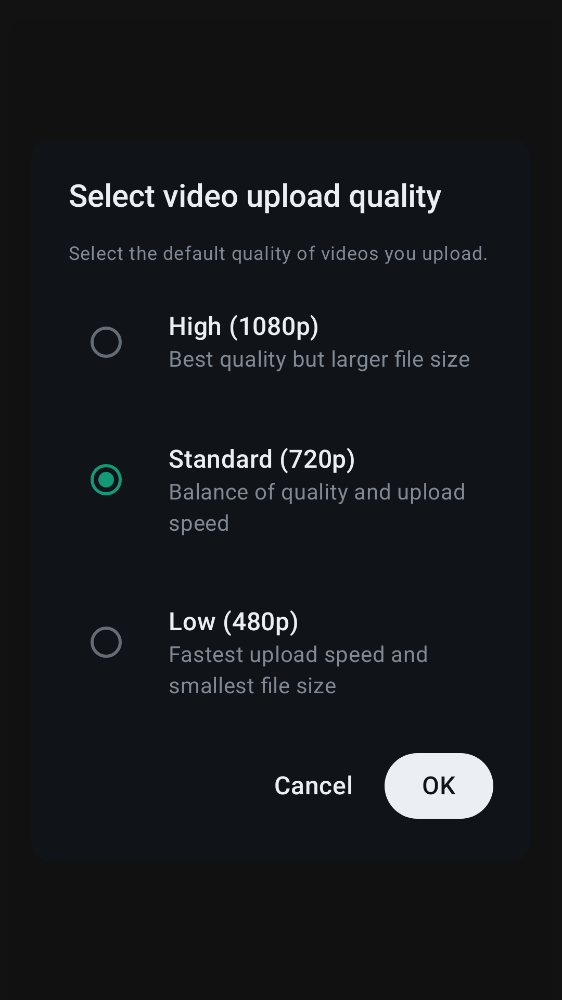 Select video upload quality
Select the default quality of videos you upload.
High (1080p)
Best quality but larger file size
Standard (720p)
Balance of quality and upload
speed
Low (480p)
Fastest upload speed and
smallest file size
Cancel
OK